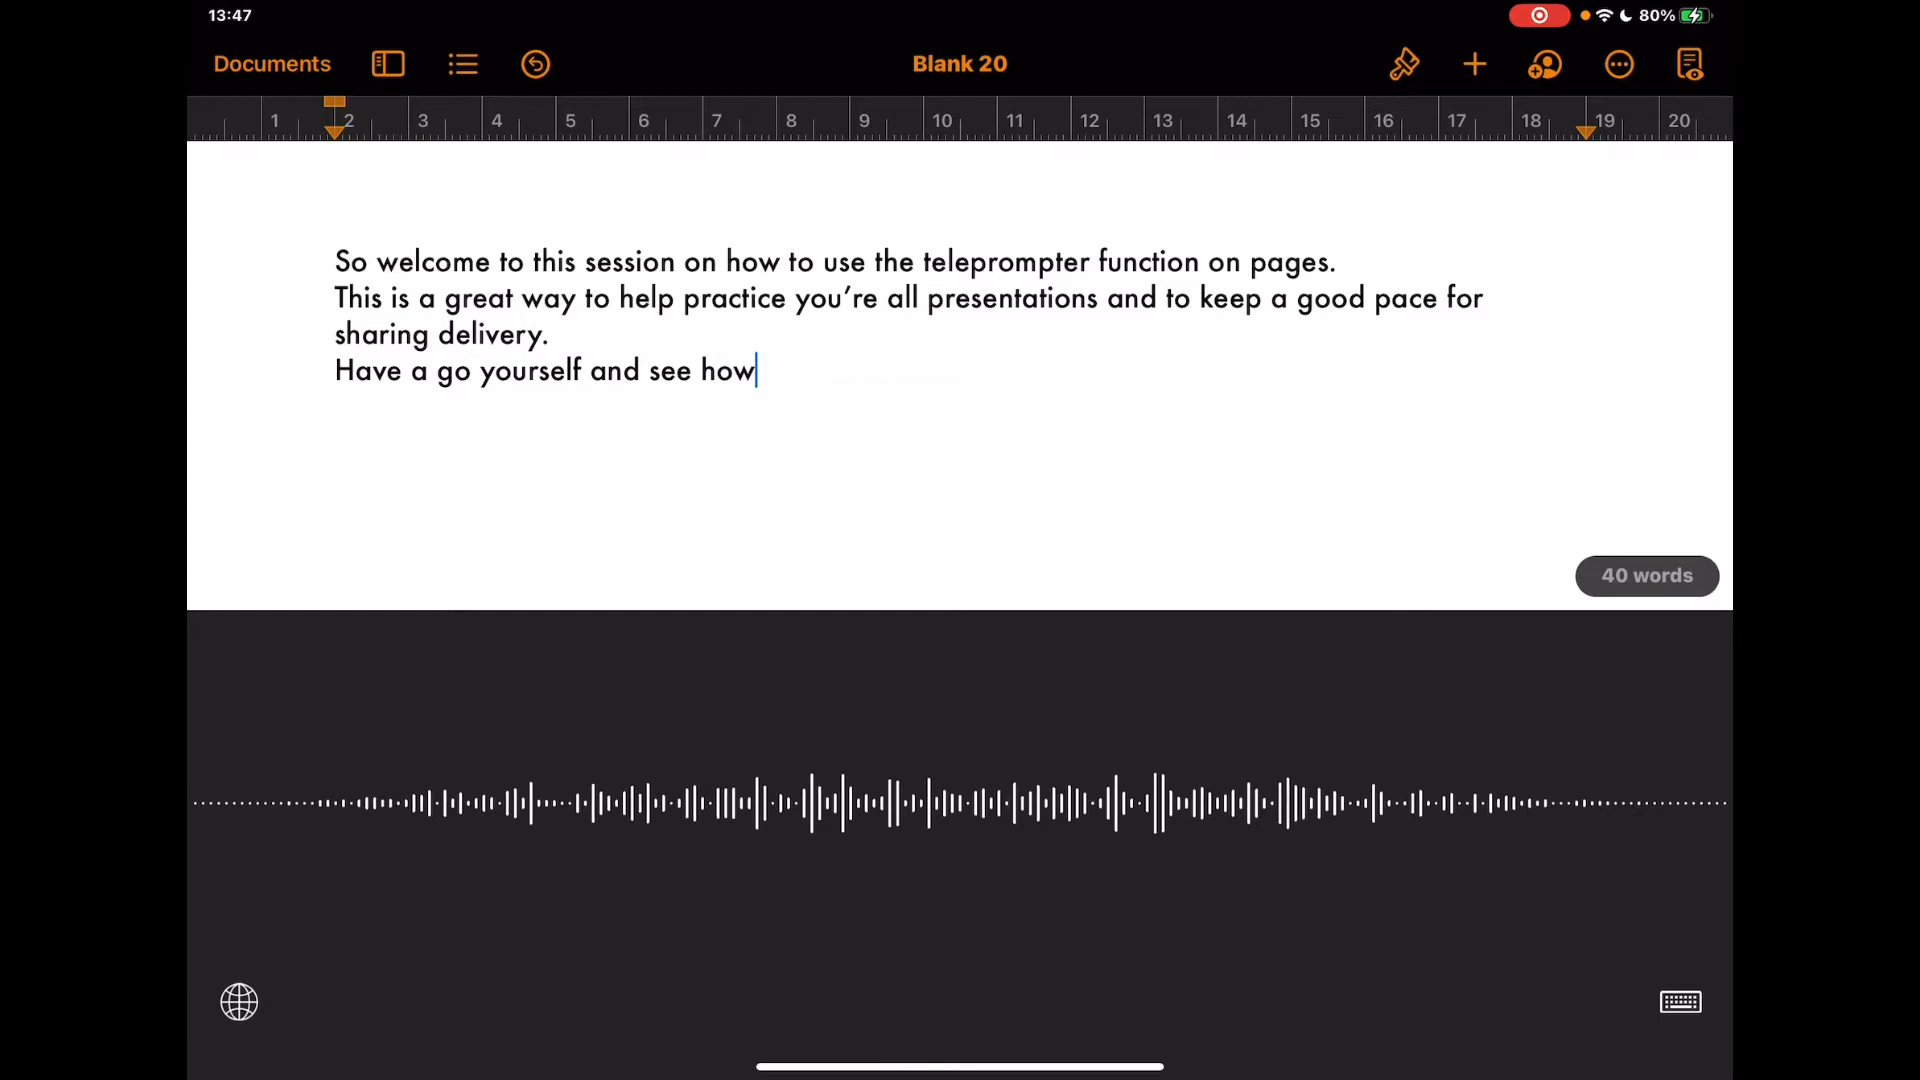 13:47
80%
Documents
Blank 20
1 2 3 4 5 6 7 8 9 10 11 12 13 14 15 16 17 18 19 20
So welcome to this session on how to use the teleprompter function on pages.
This is a great way to help practice you’re all presentations and to keep a good pace for
sharing delivery.
Have a go yourself and see how
40 words